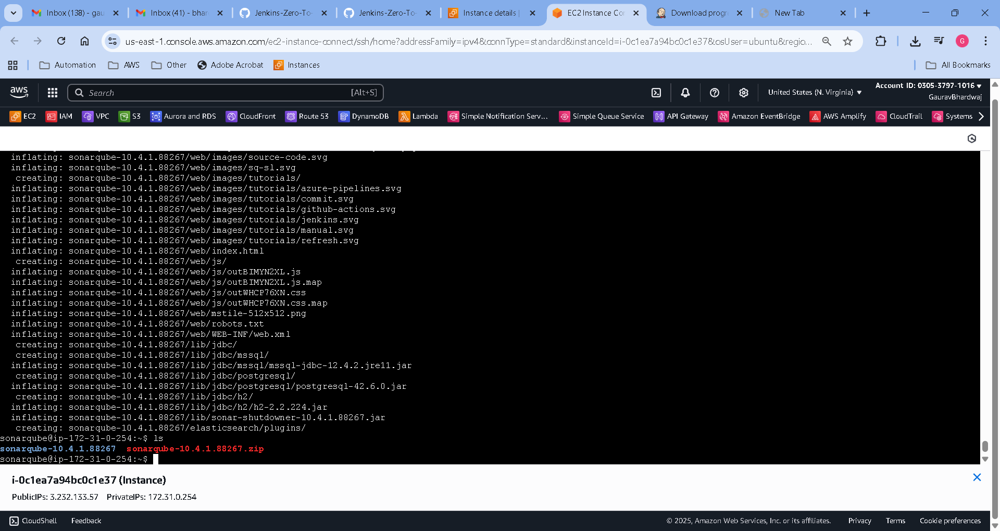 Inbox (138) - gau
Inbox (41) - bhar
Jenkins-Zero-To-
Jenkins-Zero-To-
Instance details |
EC2 Instance Co
Download progr
New Tab
us-east-1.console.aws.amazon.com/ec2-instance-connect/ssh/home?addressFamily=ipv4&connType=standard&instanceId=i-0c1ea7a94bc0c1e37&osUser=ubuntu&regio...
G
Automation
AWS
Other
Adobe Acrobat
Instances
All Bookmarks
aws
Search
[Alt+S]
United States (N. Virginia)
Account ID: 0305-3797-1016
GauravBhardwaj
EC2
IAM
VPC
S3
Aurora and RDS
CloudFront
Route 53
DynamoDB
Lambda
Simple Notification Serv...
Simple Queue Service
API Gateway
Amazon EventBridge
AWS Amplify
CloudTrail
Systems
inflating: sonarqube-10.4.1.88267/web/images/source-code.svg
inflating: sonarqube-10.4.1.88267/web/images/sq-sl.svg
creating: sonarqube-10.4.1.88267/web/images/tutorials/
inflating: sonarqube-10.4.1.88267/web/images/tutorials/azure-pipelines.svg
inflating: sonarqube-10.4.1.88267/web/images/tutorials/commit.svg
inflating: sonarqube-10.4.1.88267/web/images/tutorials/github-actions.svg
inflating: sonarqube-10.4.1.88267/web/images/tutorials/jenkins.svg
inflating: sonarqube-10.4.1.88267/web/images/tutorials/manual.svg
inflating: sonarqube-10.4.1.88267/web/images/tutorials/refresh.svg
inflating: sonarqube-10.4.1.88267/web/index.html
creating: sonarqube-10.4.1.88267/web/js/
inflating: sonarqube-10.4.1.88267/web/js/outBIMYN2XL.js
inflating: sonarqube-10.4.1.88267/web/js/outBIMYN2XL.js.map
inflating: sonarqube-10.4.1.88267/web/js/outWHCP76XN.css
inflating: sonarqube-10.4.1.88267/web/js/outWHCP76XN.css.map
inflating: sonarqube-10.4.1.88267/web/mstile-512x512.png
inflating: sonarqube-10.4.1.88267/web/robots.txt
inflating: sonarqube-10.4.1.88267/web/WEB-INF/web.xml
creating: sonarqube-10.4.1.88267/lib/jdbc/
creating: sonarqube-10.4.1.88267/lib/jdbc/mssql/
inflating: sonarqube-10.4.1.88267/lib/jdbc/mssql/mssql-jdbc-12.4.2.jre11.jar
creating: sonarqube-10.4.1.88267/lib/jdbc/postgresql/
inflating: sonarqube-10.4.1.88267/lib/jdbc/postgresql/postgresql-42.6.0.jar
creating: sonarqube-10.4.1.88267/lib/jdbc/h2/
inflating: sonarqube-10.4.1.88267/lib/jdbc/h2/h2-2.2.224.jar
inflating: sonarqube-10.4.1.88267/lib/sonar-shutdowner-10.4.1.88267.jar
creating: sonarqube-10.4.1.88267/elasticsearch/plugins/
sonarqube@ip-172-31-0-254:~$ ls
sonarqube-10.4.1.88267  sonarqube-10.4.1.88267.zip
sonarqube@ip-172-31-0-254:~$
i-0c1ea7a94bc0c1e37 (Instance)
PublicIPs: 3.232.133.57 PrivateIPs: 172.31.0.254
CloudShell
Feedback
© 2025, Amazon Web Services, Inc. or its affiliates.
Privacy
Terms
Cookie preferences